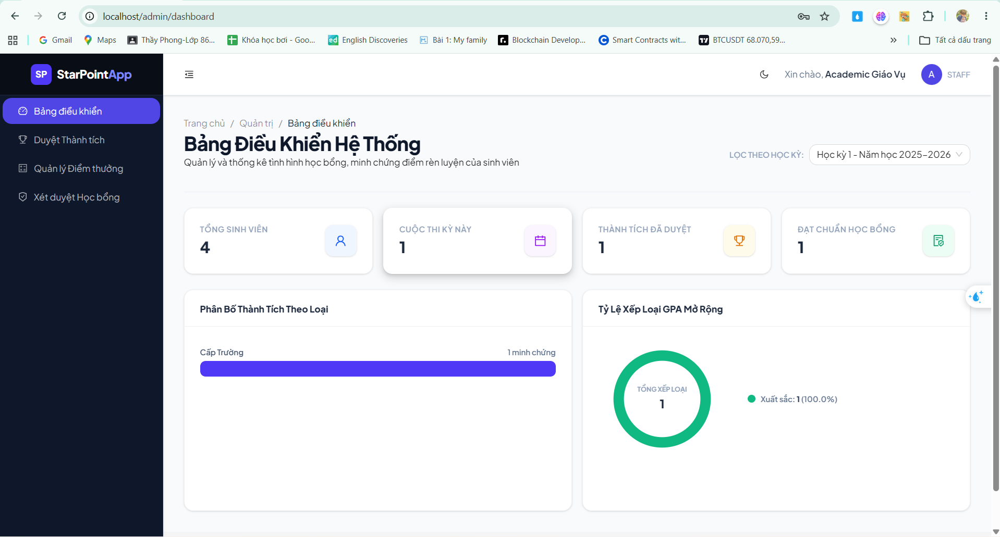 localhost/admin/dashboard
Gmail
Maps
Thầy Phong-Lớp 86...
Khóa học bơi - Goo...
ed English Discoveries
Bài 1: My family
Blockchain Develop...
Smart Contracts wit...
BTCUSDT 68.070,59...
Tất cả dấu trang
SP StarPointApp
Xin chào, Academic Giáo Vụ
A STAFF
Bảng điều khiển
Duyệt Thành tích
Quản lý Điểm thưởng
Xét duyệt Học bổng
Trang chủ / Quản trị / Bảng điều khiển
Bảng Điều Khiển Hệ Thống
Quản lý và thống kê tình hình học bổng, minh chứng điểm rèn luyện của sinh viên
LỌC THEO HỌC KỲ: Học kỳ 1 - Năm học 2025-2026
TỔNG SINH VIÊN
4
CUỘC THI KỲ NÀY
1
THÀNH TÍCH ĐÃ DUYỆT
1
ĐẠT CHUẨN HỌC BỔNG
1
Phân Bố Thành Tích Theo Loại
Cấp Trường 1 minh chứng
Tỷ Lệ Xếp Loại GPA Mở Rộng
TỔNG XẾP LOẠI
1
Xuất sắc: 1 (100.0%)